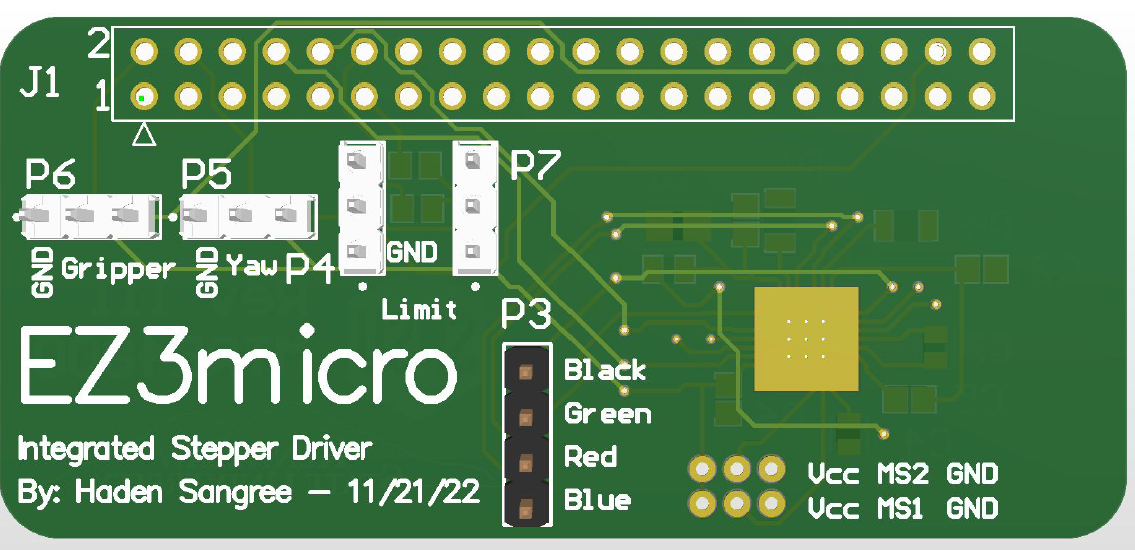 2
J1
1
P6
P5
P7
GND
Gripper
GND
Yaw
P4
GND
Limit
P3
EZ3micro
Black
Green
Red
Blue
Integrated Stepper Driver
By: Haden Sangree – 11/21/22
Vcc MS2 GND
Vcc MS1 GND